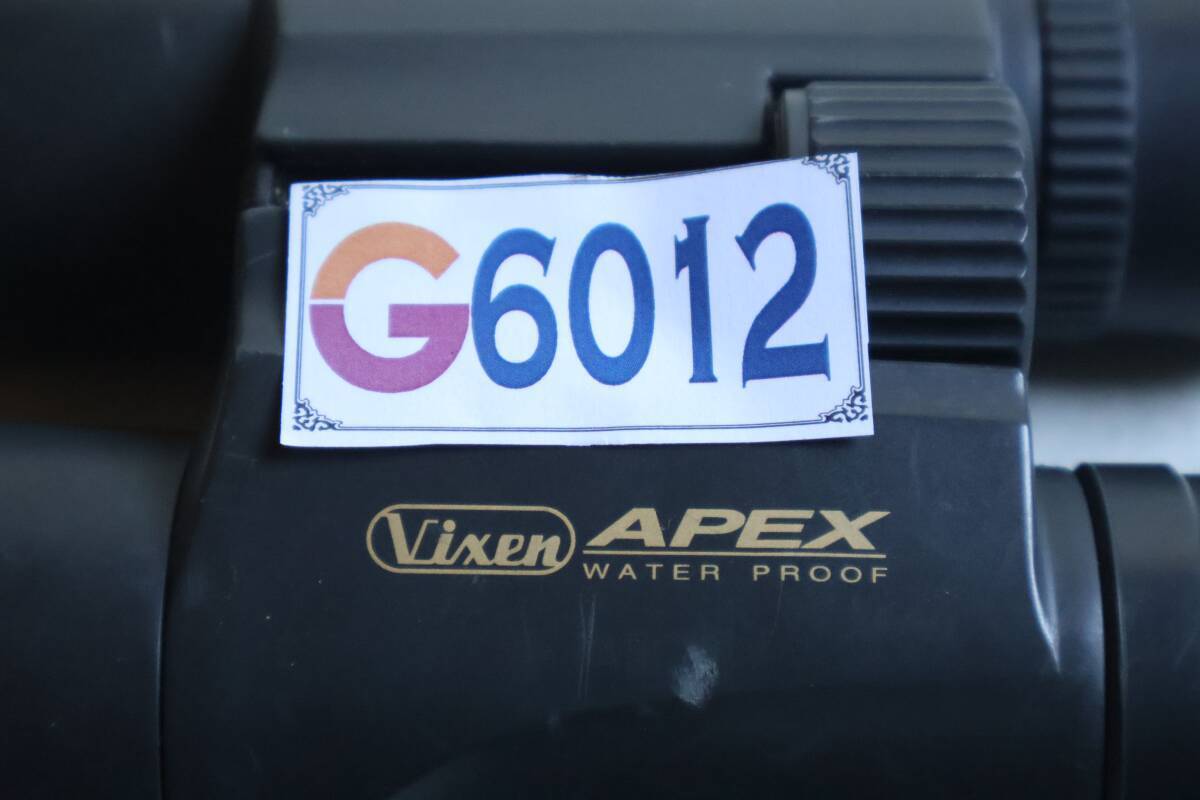 G6012
Vixen APEX
WATER PROOF